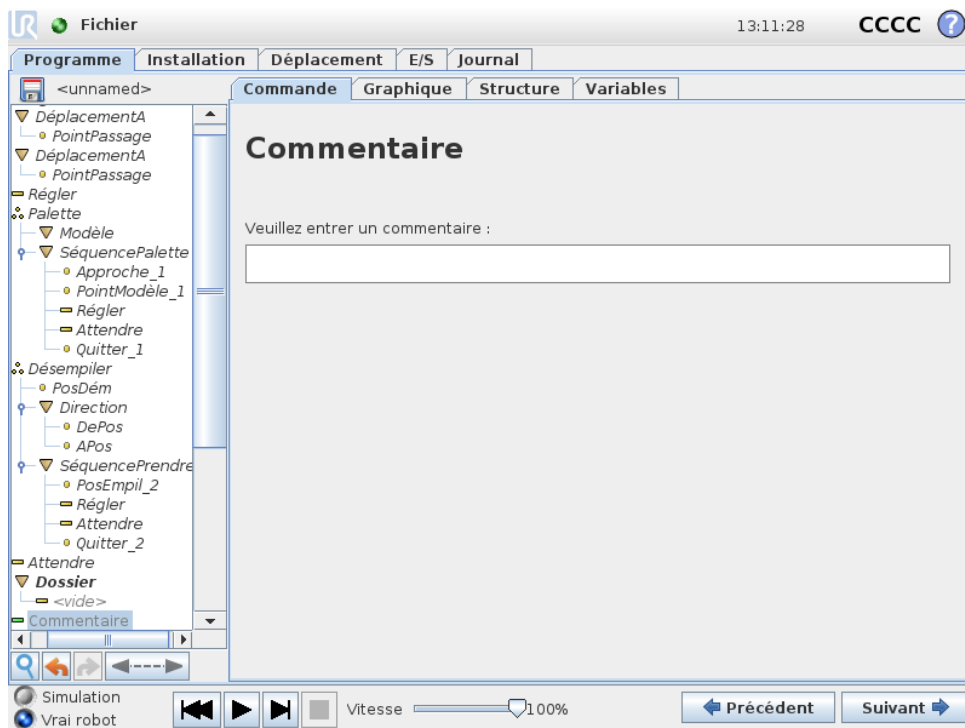 UR Fichier 13:11:28 CCCC ?
Programme Installation Déplacement E/S Journal
<unnamed> Commande Graphique Structure Variables
DéplacementA
PointPassage
DéplacementA
PointPassage
Régler
Palette
Modèle
SéquencePalette
Approche_1
PointModèle_1
Régler
Attendre
Quitter_1
Désempiler
PosDém
Direction
DePos
APos
SéquencePrendre
PosEmpil_2
Régler
Attendre
Quitter_2
Attendre
Dossier
<vide>
Commentaire
Commentaire
Veuillez entrer un commentaire :
Simulation
Vrai robot
Vitesse 100%
Précédent Suivant